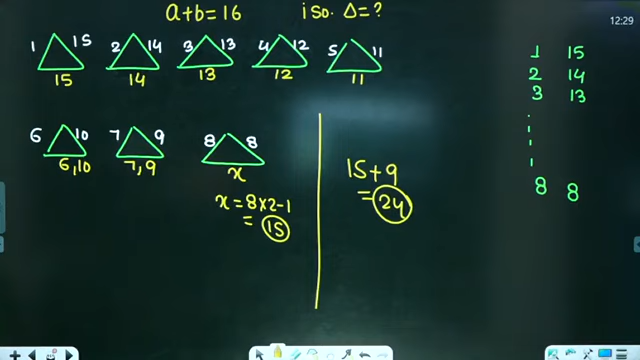 a+b=16 iso. Δ=?
12:29
1 15 2 14 3 13 4 12 5 11
15 14 13 12 11
6 10 7 9 8 8
6,10 7,9 x
x = 8×2-1
= 15
15+9
= 24
1 15
2 14
3 13
8 8